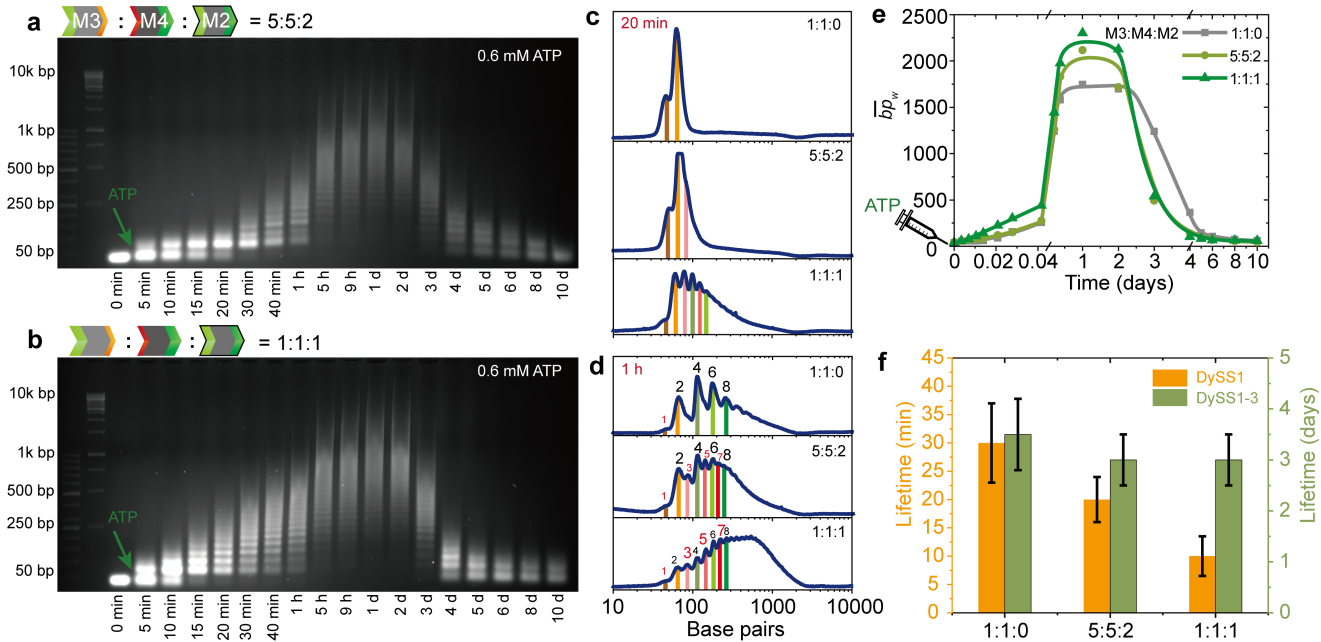 a
M3 : M4 : M2 = 5:5:2
0.6 mM ATP
10k bp
1k bp
500 bp
250 bp
50 bp
ATP
0 min 5 min 10 min 15 min 20 min 30 min 40 min 1 h 5 h 9 h 1 d 2 d 3 d 4 d 5 d 6 d 8 d 10 d
b
: : = 1:1:1
0.6 mM ATP
10k bp
1k bp
500 bp
250 bp
50 bp
ATP
0 min 5 min 10 min 15 min 20 min 30 min 40 min 1 h 5 h 9 h 1 d 2 d 3 d 4 d 5 d 6 d 8 d 10 d
c
20 min
1:1:0
5:5:2
1:1:1
d
1 h
1:1:0
1 2 4 6 8
5:5:2
1 2 3 4 5 6 7 8
1:1:1
1 2 3 4 5 6 7 8
10 100 1000 10000
Base pairs
e
M3:M4:M2
1:1:0
5:5:2
1:1:1
bpw
2500
2000
1500
1000
500
0
ATP
0 0.02 0.04 1 2 3 4 6 8 10
Time (days)
f
DySS1
DySS1-3
Lifetime (min)
45
40
35
30
25
20
15
10
5
0
Lifetime (days)
5
4
3
2
1
0
1:1:0 5:5:2 1:1:1